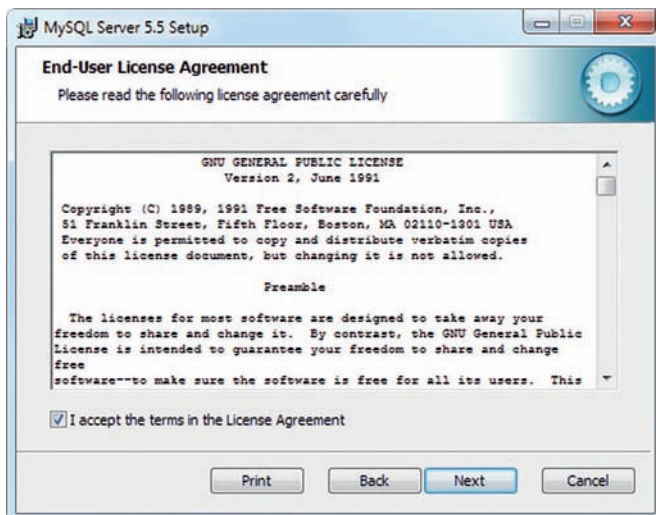 MySQL Server 5.5 Setup
End-User License Agreement
Please read the following license agreement carefully
GNU GENERAL PUBLIC LICENSE
Version 2, June 1991
Copyright (C) 1989, 1991 Free Software Foundation, Inc.,
51 Franklin Street, Fifth Floor, Boston, MA 02110-1301 USA
Everyone is permitted to copy and distribute verbatim copies
of this license document, but changing it is not allowed.
Preamble
The licenses for most software are designed to take away your
freedom to share and change it. By contrast, the GNU General Public
License is intended to guarantee your freedom to share and change
free
software--to make sure the software is free for all its users. This
I accept the terms in the License Agreement
Print Back Next Cancel